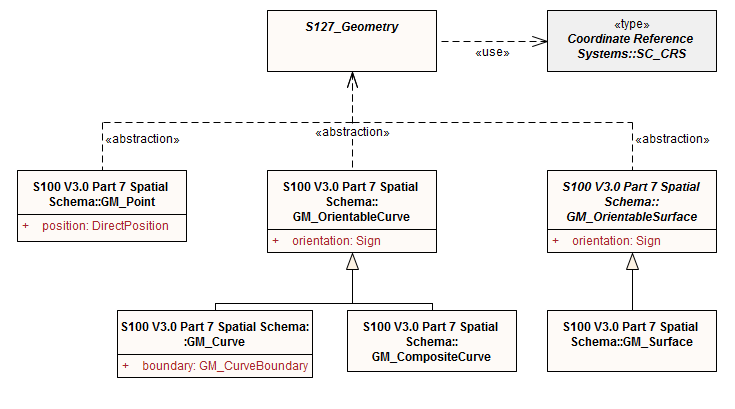 S127_Geometry
«type»
Coordinate Reference
Systems::SC_CRS
«use»
«abstraction»
«abstraction»
«abstraction»
S100 V3.0 Part 7 Spatial
Schema::GM_Point
+ position: DirectPosition
S100 V3.0 Part 7 Spatial
Schema::
GM_OrientableCurve
+ orientation: Sign
S100 V3.0 Part 7 Spatial
Schema::
GM_OrientableSurface
+ orientation: Sign
S100 V3.0 Part 7 Spatial Schema:
:GM_Curve
+ boundary: GM_CurveBoundary
S100 V3.0 Part 7 Spatial
Schema::
GM_CompositeCurve
S100 V3.0 Part 7 Spatial
Schema::GM_Surface